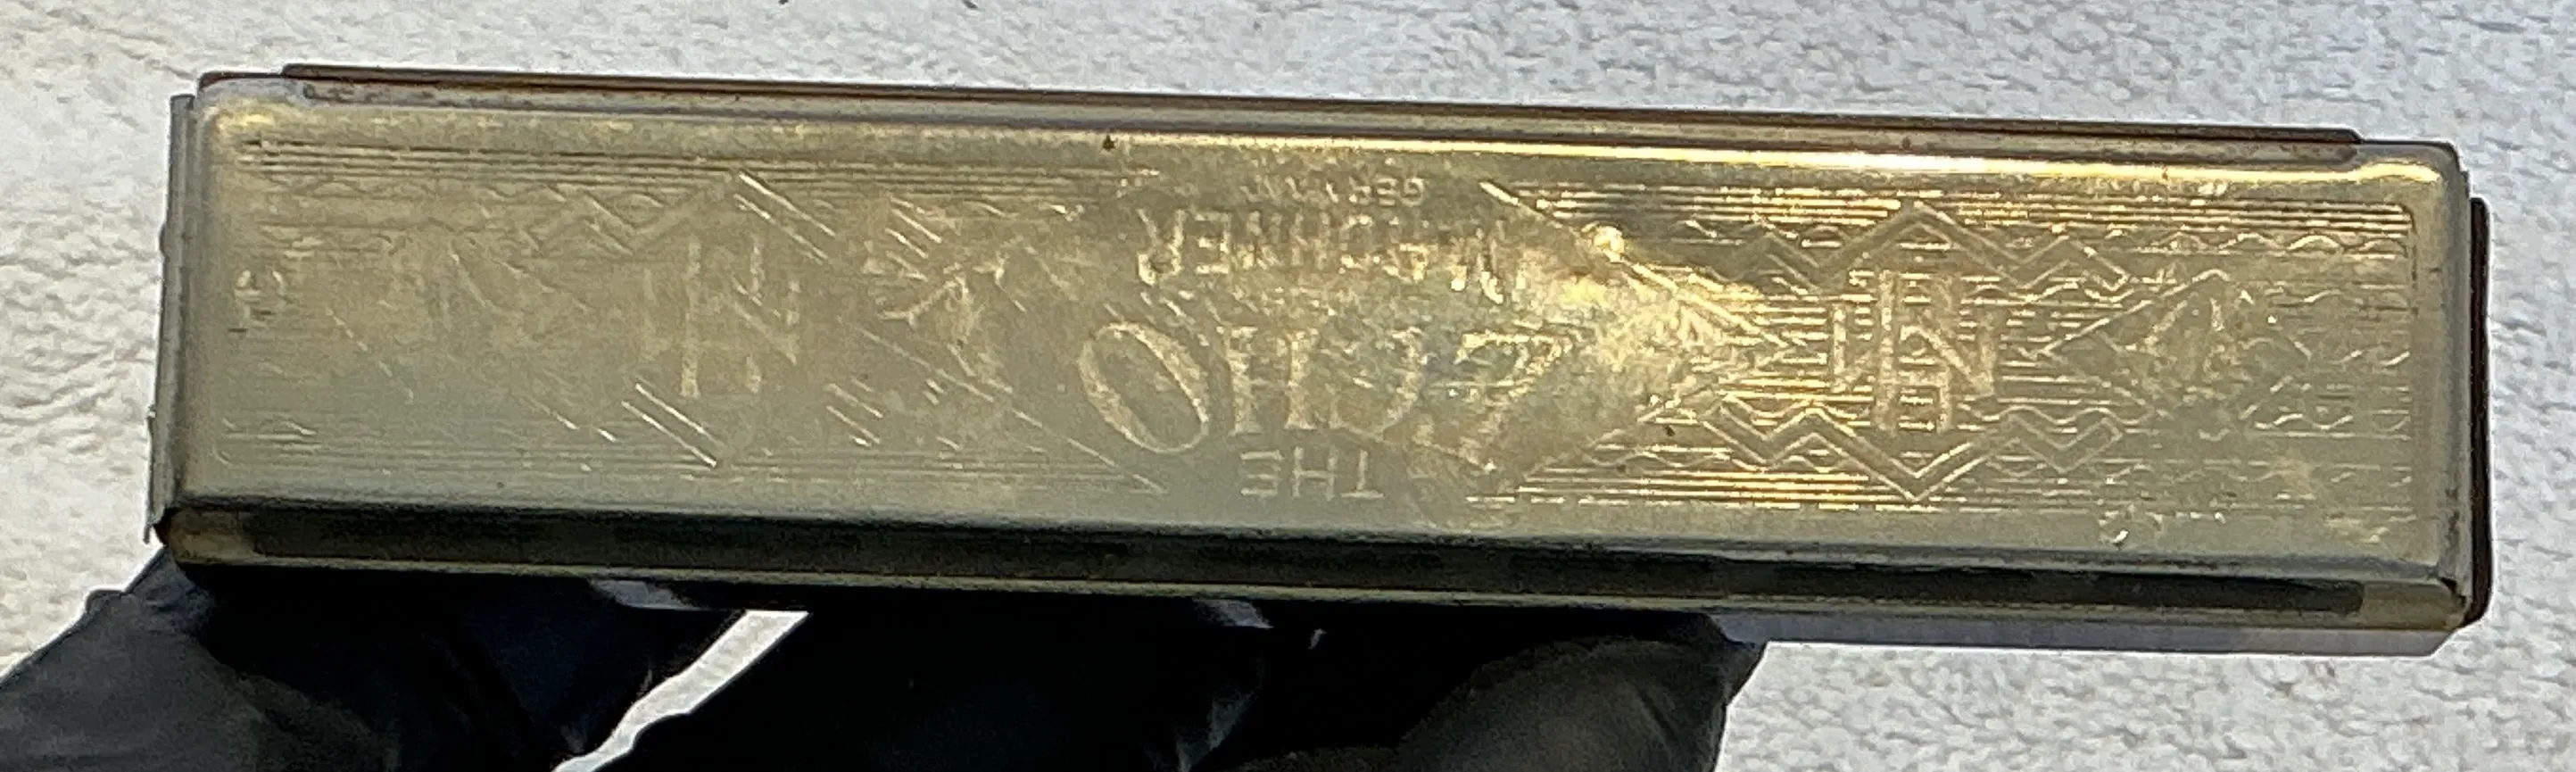 THE
ECHO
M. HOHNER
GERMANY